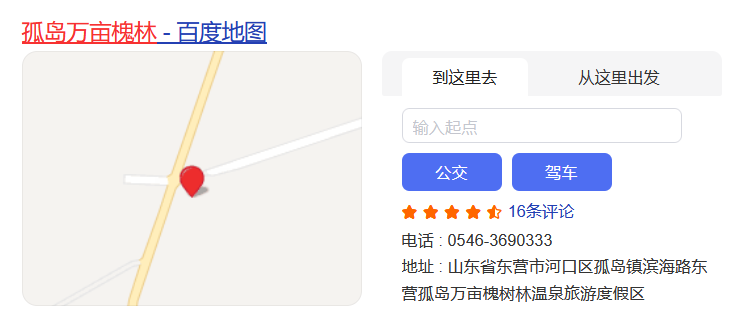 孤岛万亩槐林 - 百度地图
到这里去 从这里出发
输入起点
公交 驾车
16条评论
电话 : 0546-3690333
地址 : 山东省东营市河口区孤岛镇滨海路东
营孤岛万亩槐树林温泉旅游度假区